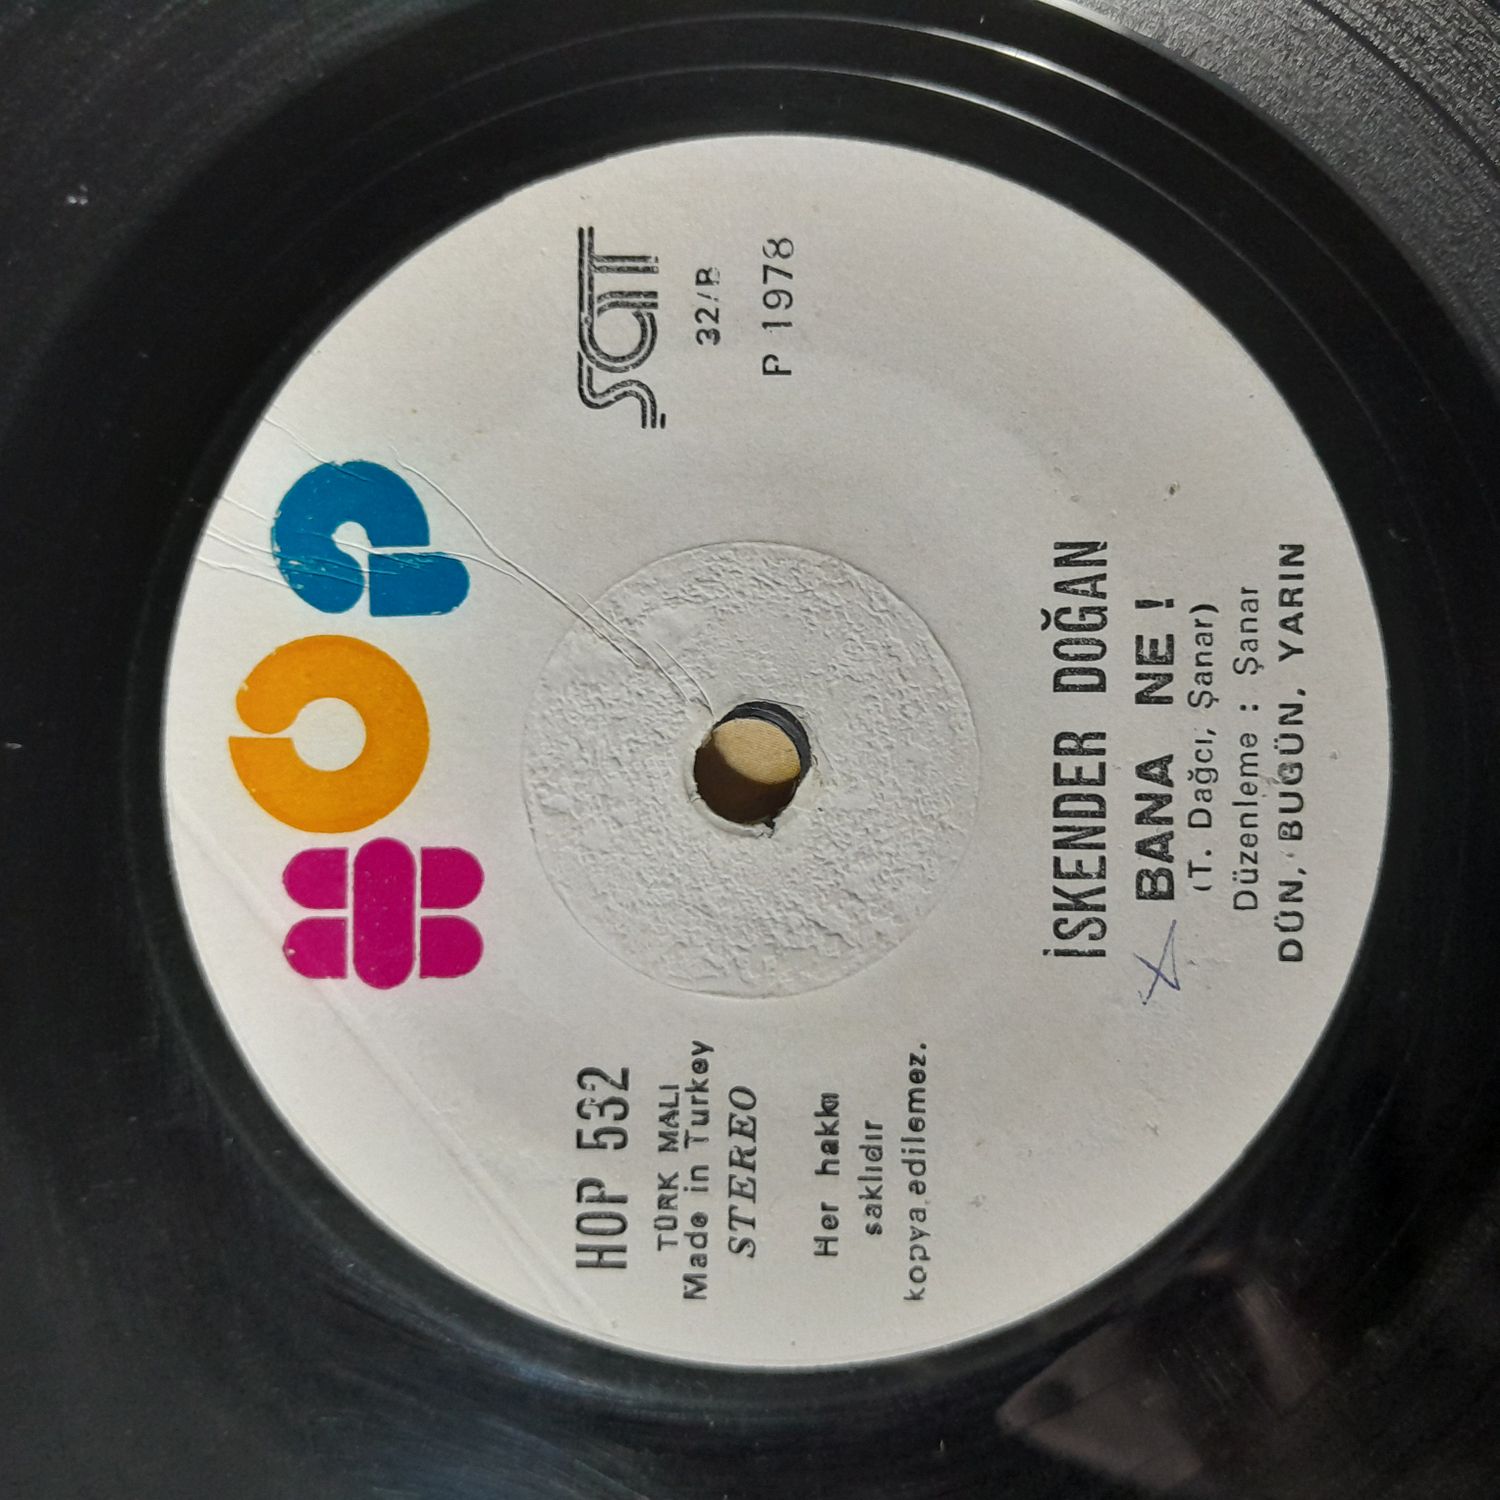 HOP
HOP 532
TÜRK MALI
Made in Turkey
STEREO
Her hakkı
saklıdır
kopya edilemez.
sat
32/B
P 1978
İSKENDER DOĞAN
BANA NE !
(T. Dağcı, Şanar)
Düzenleme : Şanar
DÜN, BUGÜN, YARIN